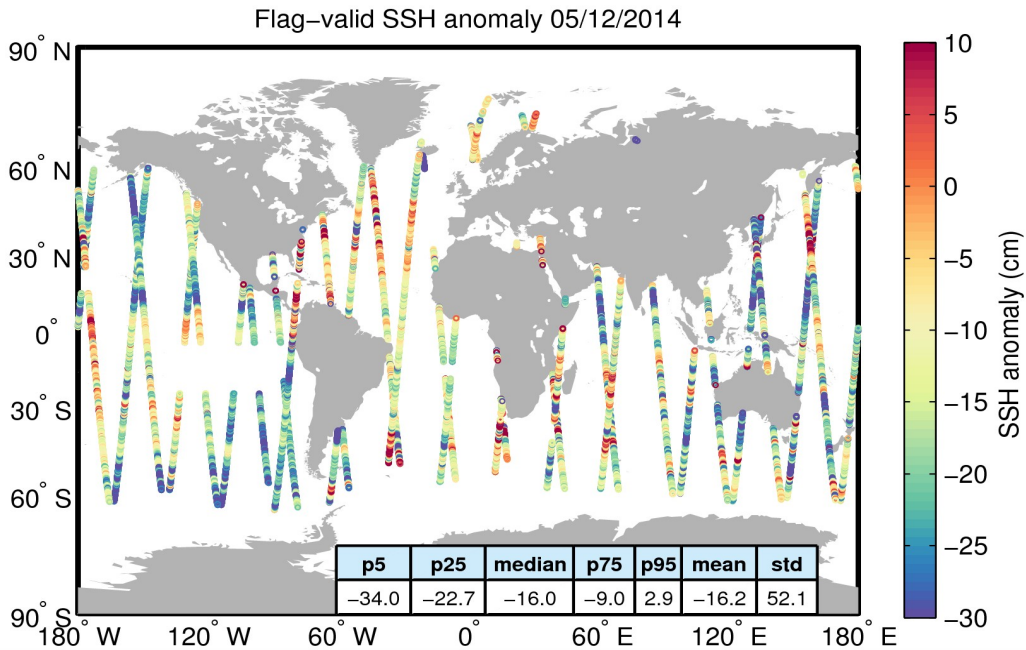 Flag−valid SSH anomaly 05/12/2014
90° N
60° N
30° N
0°
30° S
60° S
90° S
180° W
120° W
60° W
0°
60° E
120° E
180° E
p5 p25 median p75 p95 mean std
−34.0 −22.7 −16.0 −9.0 2.9 −16.2 52.1
10
5
0
−5
−10
−15
−20
−25
−30
SSH anomaly (cm)